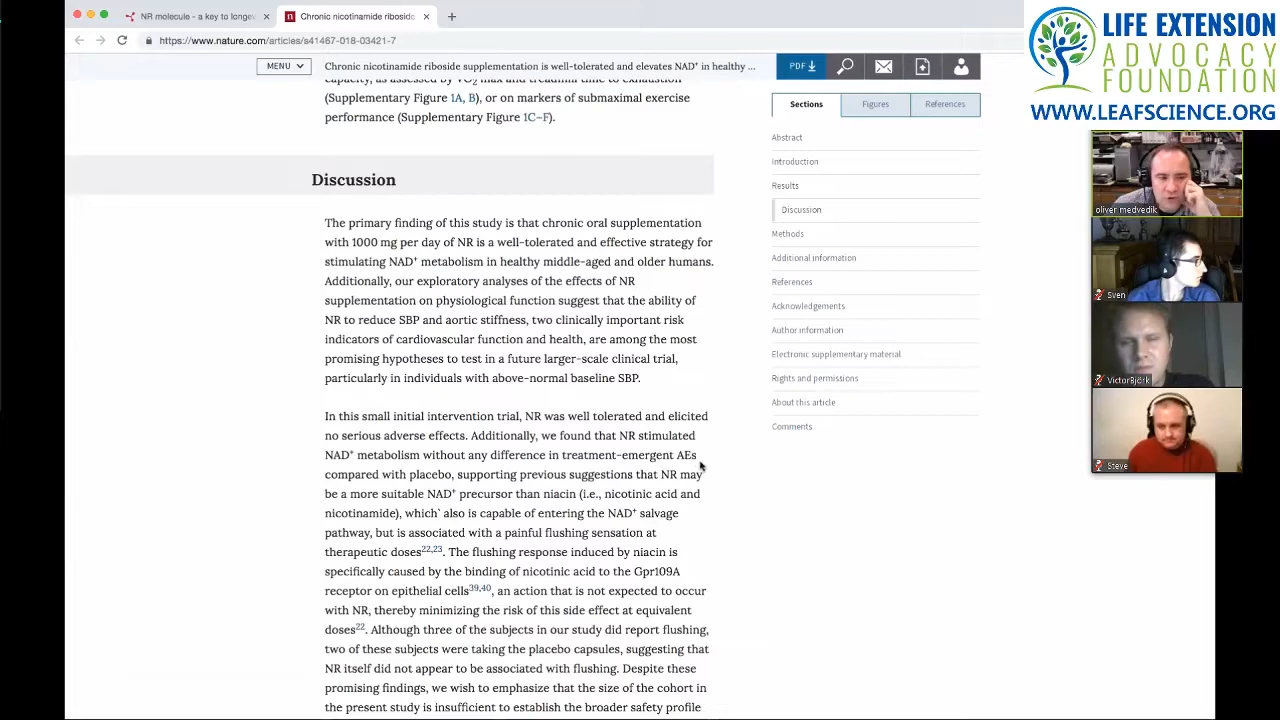 NR molecule - a key to longev
Chronic nicotinamide riboside
https://www.nature.com/articles/s41467-018-03421-7
MENU
Chronic nicotinamide riboside supplementation is well-tolerated and elevates NAD+ in healthy ...
PDF
capacity, as assessed by VO2 max and treadmill time to exhaustion
(Supplementary Figure 1A, B), or on markers of submaximal exercise
performance (Supplementary Figure 1C–F).
Discussion
The primary finding of this study is that chronic oral supplementation
with 1000 mg per day of NR is a well-tolerated and effective strategy for
stimulating NAD+ metabolism in healthy middle-aged and older humans.
Additionally, our exploratory analyses of the effects of NR
supplementation on physiological function suggest that the ability of
NR to reduce SBP and aortic stiffness, two clinically important risk
indicators of cardiovascular function and health, are among the most
promising hypotheses to test in a future larger-scale clinical trial,
particularly in individuals with above-normal baseline SBP.
In this small initial intervention trial, NR was well tolerated and elicited
no serious adverse effects. Additionally, we found that NR stimulated
NAD+ metabolism without any difference in treatment-emergent AEs
compared with placebo, supporting previous suggestions that NR may
be a more suitable NAD+ precursor than niacin (i.e., nicotinic acid and
nicotinamide), which also is capable of entering the NAD+ salvage
pathway, but is associated with a painful flushing sensation at
therapeutic doses22,23. The flushing response induced by niacin is
specifically caused by the binding of nicotinic acid to the Gpr109A
receptor on epithelial cells39,40, an action that is not expected to occur
with NR, thereby minimizing the risk of this side effect at equivalent
doses22. Although three of the subjects in our study did report flushing,
two of these subjects were taking the placebo capsules, suggesting that
NR itself did not appear to be associated with flushing. Despite these
promising findings, we wish to emphasize that the size of the cohort in
the present study is insufficient to establish the broader safety profile
Sections
Figures
References
Abstract
Introduction
Results
Discussion
Methods
Additional information
References
Acknowledgements
Author information
Electronic supplementary material
Rights and permissions
About this article
Comments
LIFE EXTENSION
ADVOCACY
FOUNDATION
WWW.LEAFSCIENCE.ORG
oliver medvedik
Sven
VictorBjörk
Steve